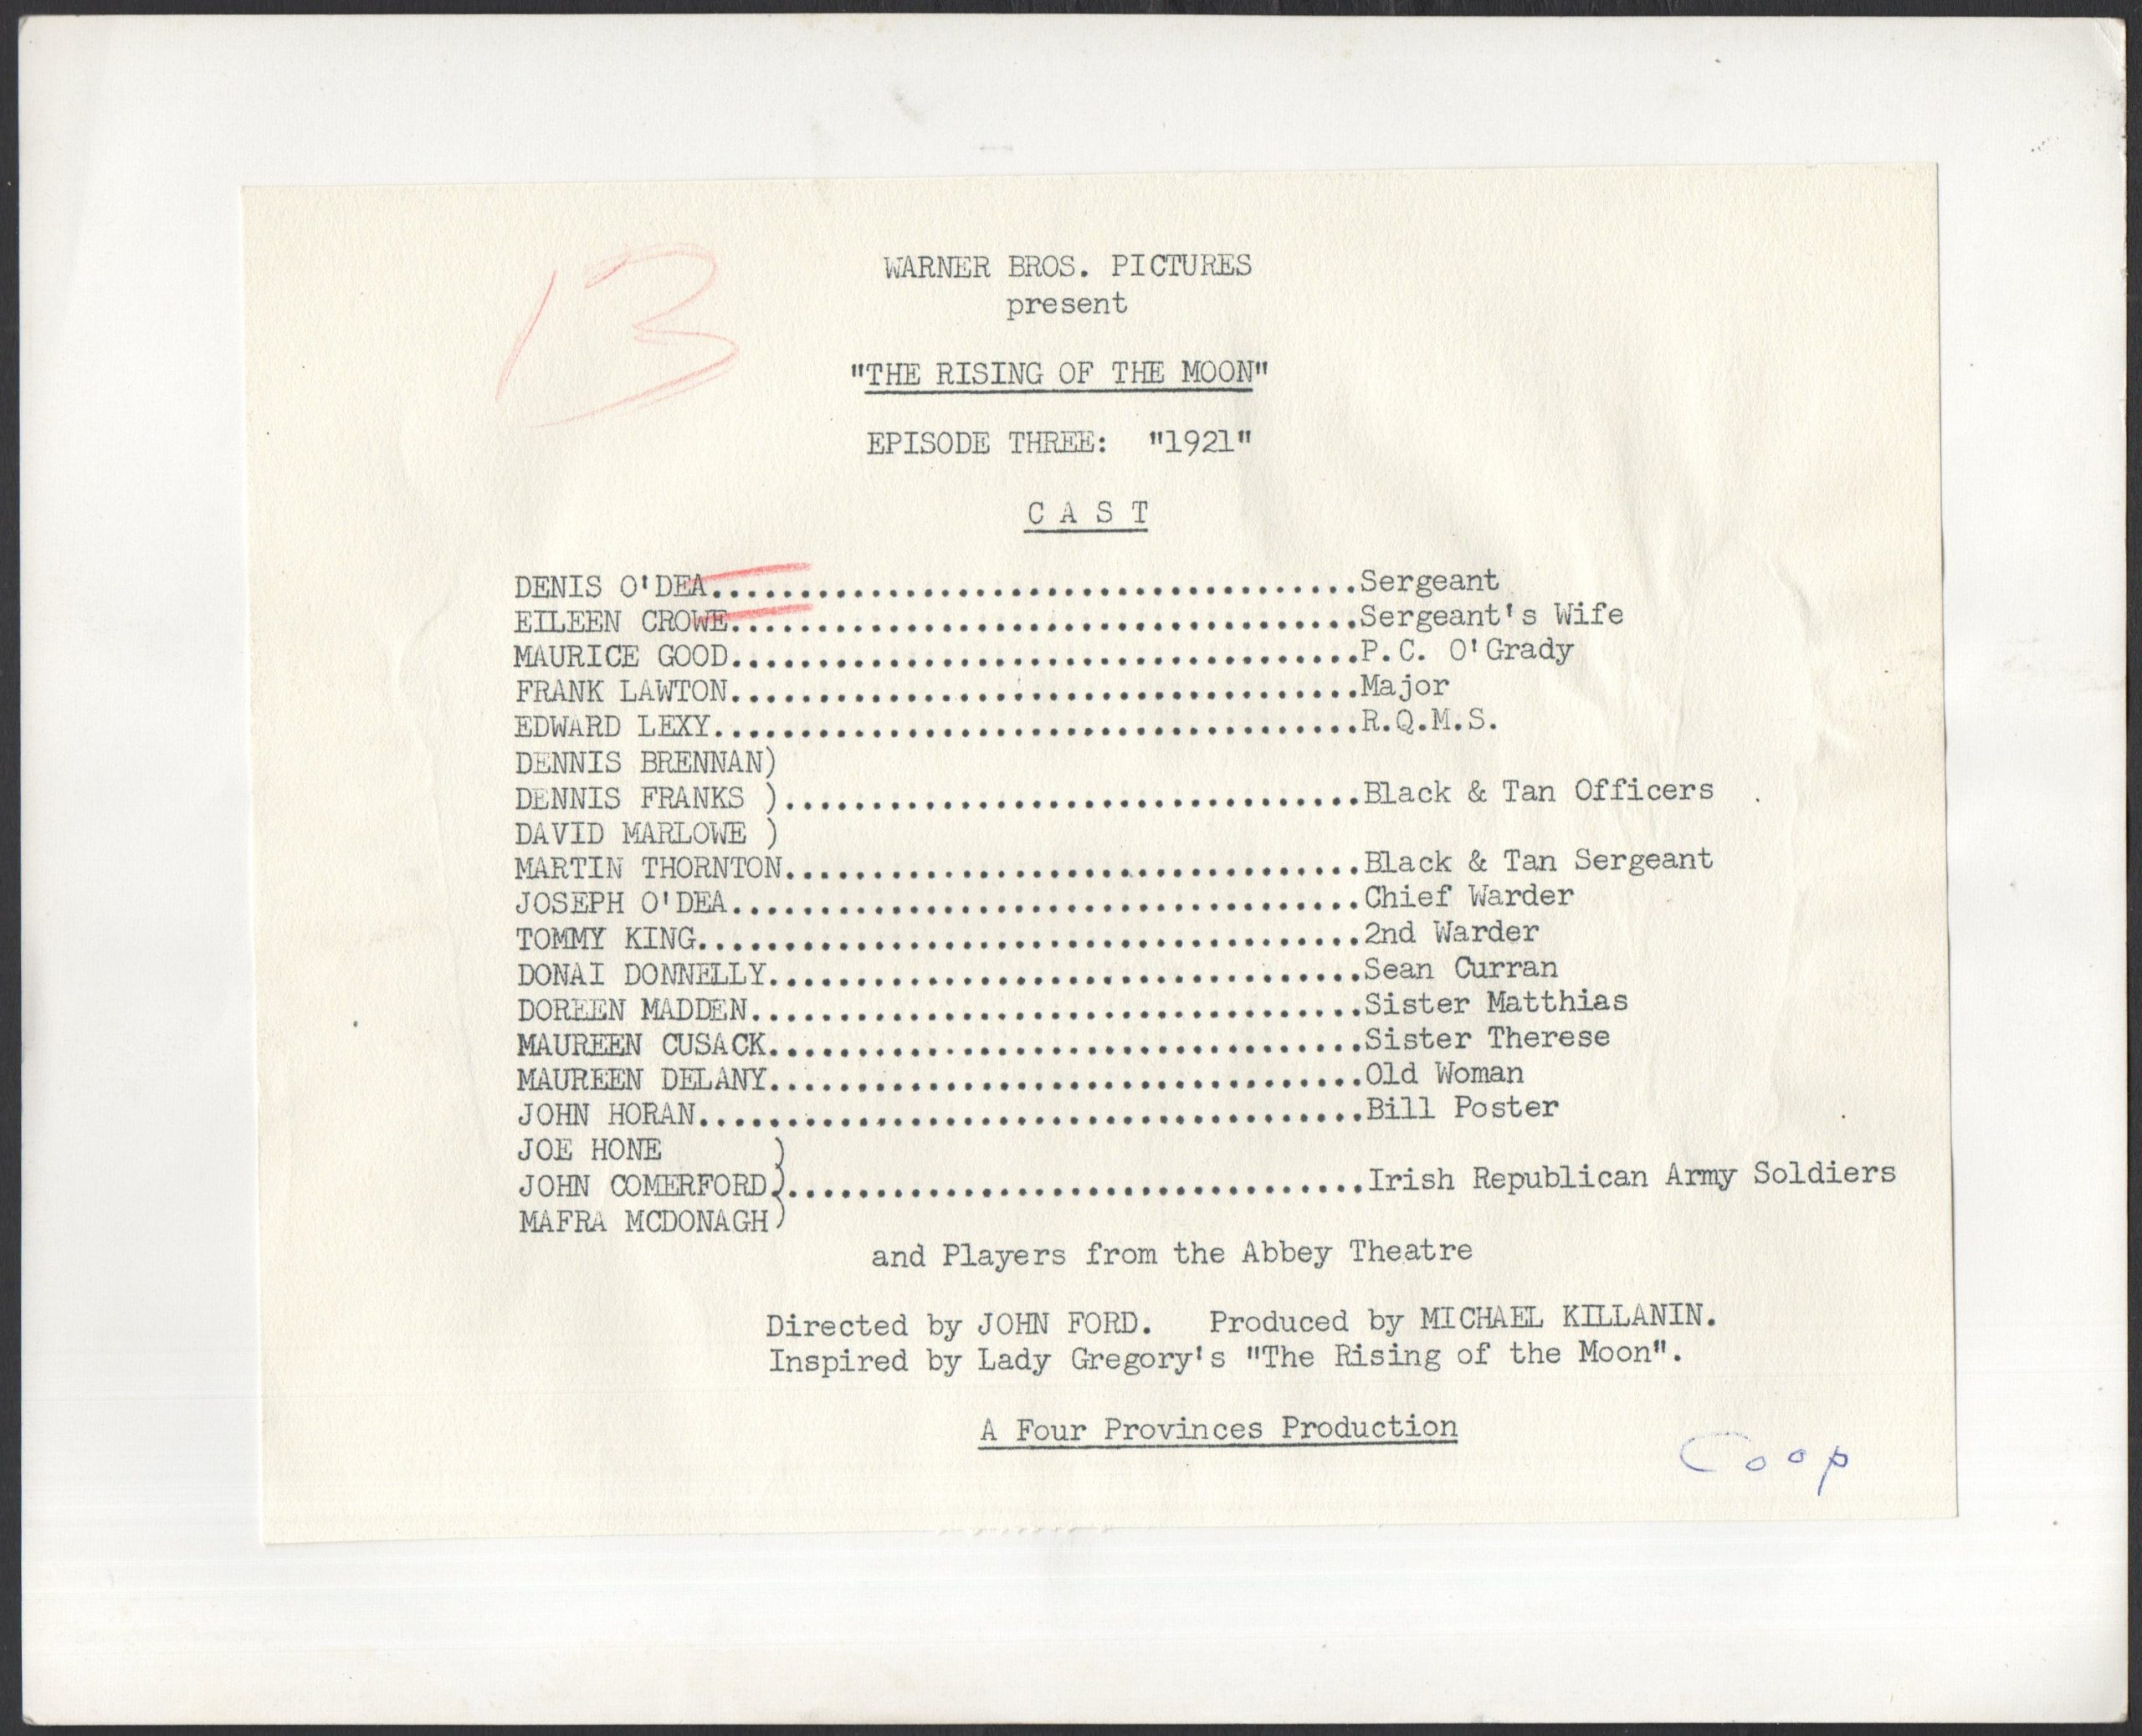 13
WARNER BROS. PICTURES
present
"THE RISING OF THE MOON"
EPISODE THREE: "1921"
C A S T
DENIS O'DEA....................................Sergeant
EILEEN CROWE...................................Sergeant's Wife
MAURICE GOOD...................................P.C. O'Grady
FRANK LAWTON...................................Major
EDWARD LEXY....................................R.Q.M.S.
DENNIS BRENNAN)
DENNIS FRANKS )................................Black & Tan Officers
DAVID MARLOWE )
MARTIN THORNTON................................Black & Tan Sergeant
JOSEPH O'DEA...................................Chief Warder
TOMMY KING.....................................2nd Warder
DONAI DONNELLY.................................Sean Curran
DOREEN MADDEN..................................Sister Matthias
MAUREEN CUSACK.................................Sister Therese
MAUREEN DELANY.................................Old Woman
JOHN HORAN.....................................Bill Poster
JOE HONE )
JOHN COMERFORD)................................Irish Republican Army Soldiers
MAFRA MCDONAGH)
and Players from the Abbey Theatre
Directed by JOHN FORD. Produced by MICHAEL KILLANIN.
Inspired by Lady Gregory's "The Rising of the Moon".
A Four Provinces Production
Coop